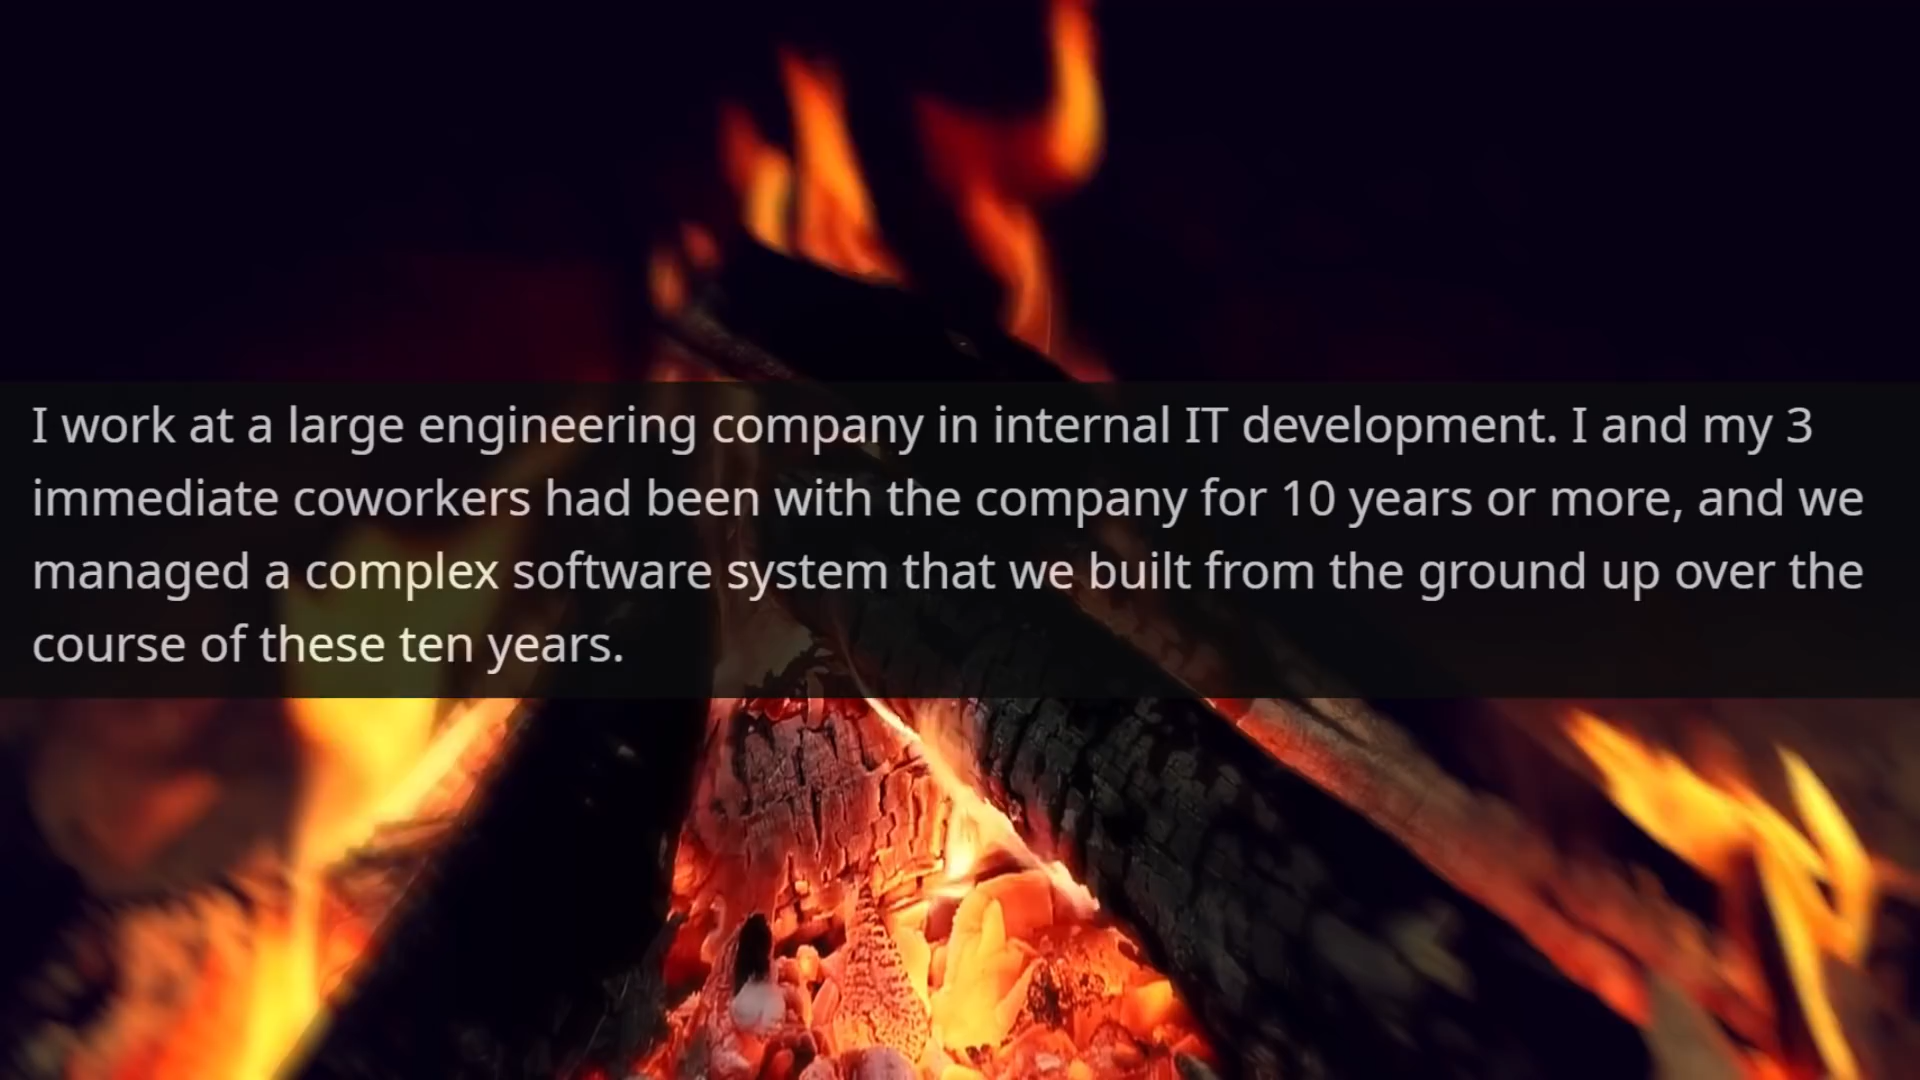 I work at a large engineering company in internal IT development. I and my 3
immediate coworkers had been with the company for 10 years or more, and we
managed a complex software system that we built from the ground up over the
course of these ten years.